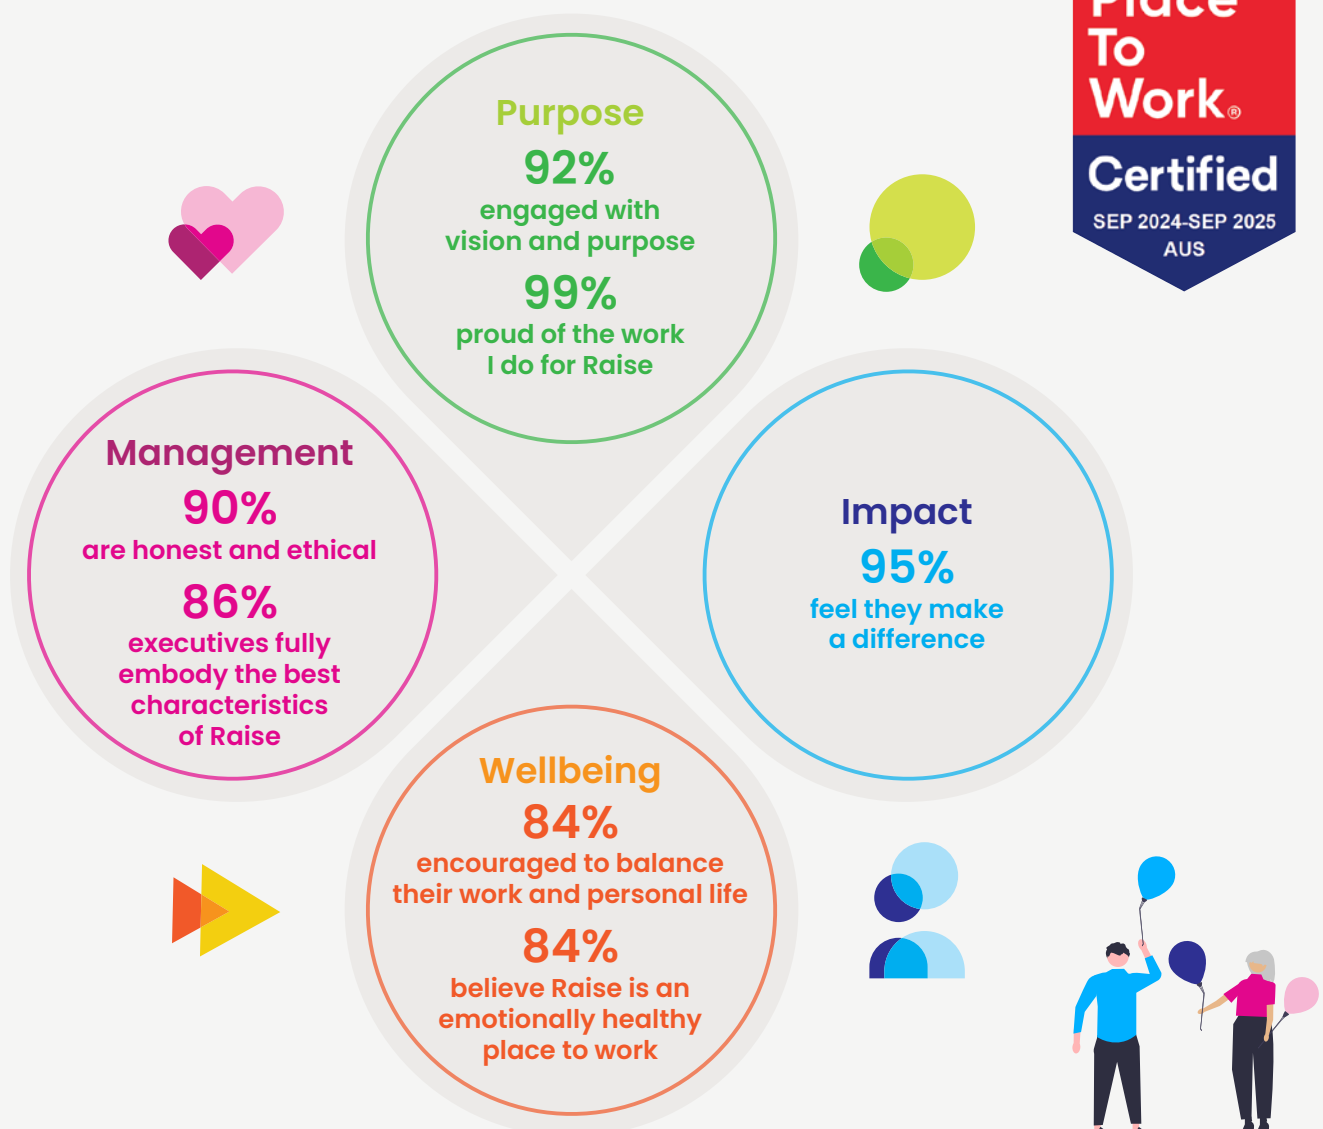 Place
To
Work®
Certified
SEP 2024-SEP 2025
AUS
Purpose
92%
engaged with
vision and purpose
99%
proud of the work
I do for Raise
Management
90%
are honest and ethical
86%
executives fully
embody the best
characteristics
of Raise
Impact
95%
feel they make
a difference
Wellbeing
84%
encouraged to balance
their work and personal life
84%
believe Raise is an
emotionally healthy
place to work